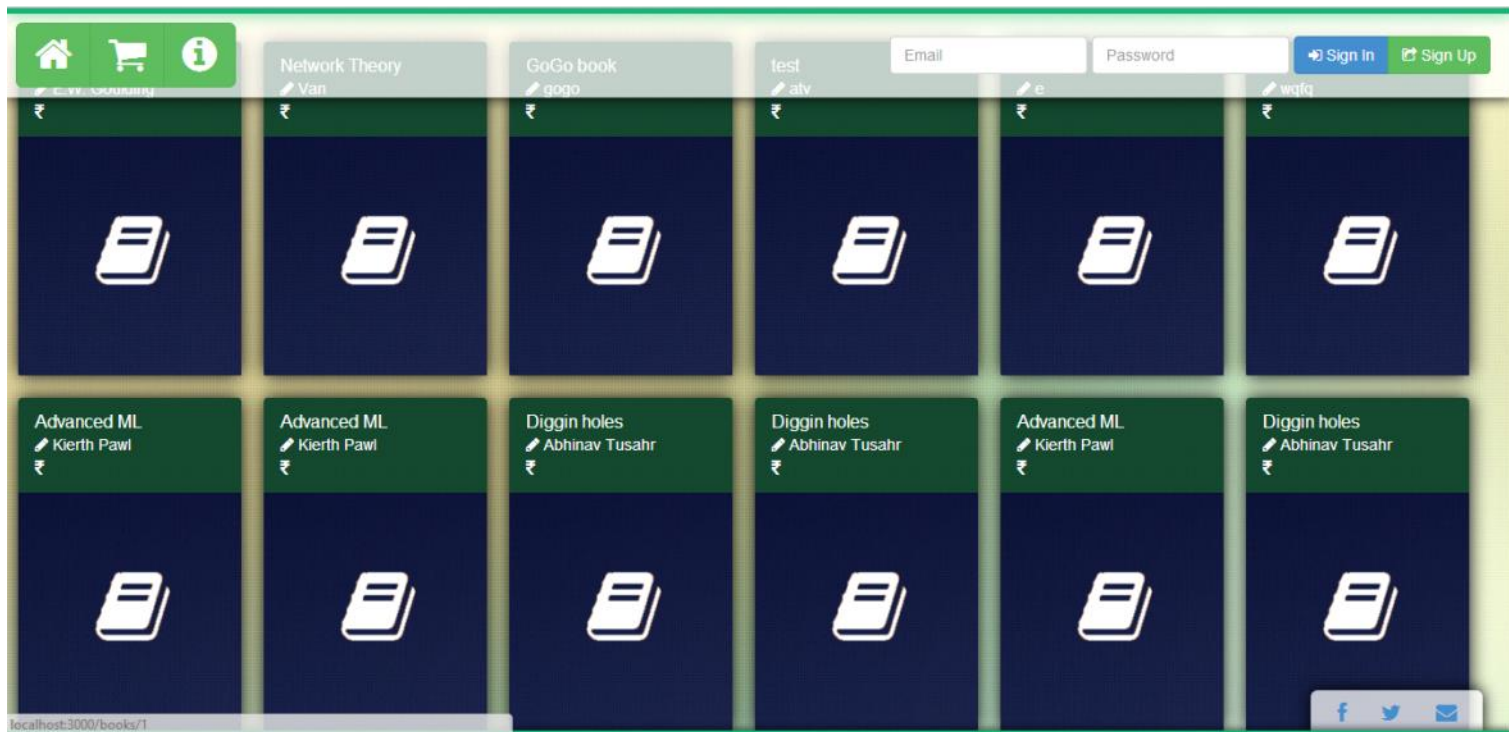 Email Password Sign In Sign Up
Network Theory GoGo book test
E.W. Goulding Van gogo atv e wqfq
₹ ₹ ₹ ₹ ₹ ₹
Advanced ML Advanced ML Diggin holes Diggin holes Advanced ML Diggin holes
Kierth Pawl Kierth Pawl Abhinav Tusahr Abhinav Tusahr Kierth Pawl Abhinav Tusahr
₹ ₹ ₹ ₹ ₹ ₹
localhost:3000/books/1